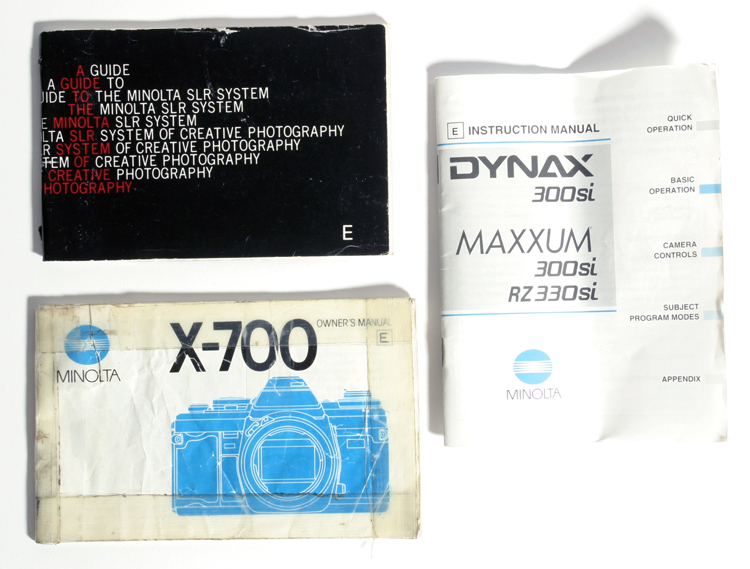 A GUIDE
A GUIDE TO
UIDE TO THE MINOLTA SLR SYSTEM
THE MINOLTA SLR SYSTEM
E MINOLTA SLR SYSTEM
LTA SLR SYSTEM OF CREATIVE PHOTOGRAPHY
R SYSTEM OF CREATIVE PHOTOGRAPHY
TEM OF CREATIVE PHOTOGRAPHY
CREATIVE PHOTOGRAPHY
HOTOGRAPHY
E
X-700
OWNER'S MANUAL
E
MINOLTA
E INSTRUCTION MANUAL
DYNAX
300si
MAXXUM
300si
RZ330si
MINOLTA
QUICK
OPERATION
BASIC
OPERATION
CAMERA
CONTROLS
SUBJECT
PROGRAM MODES
APPENDIX